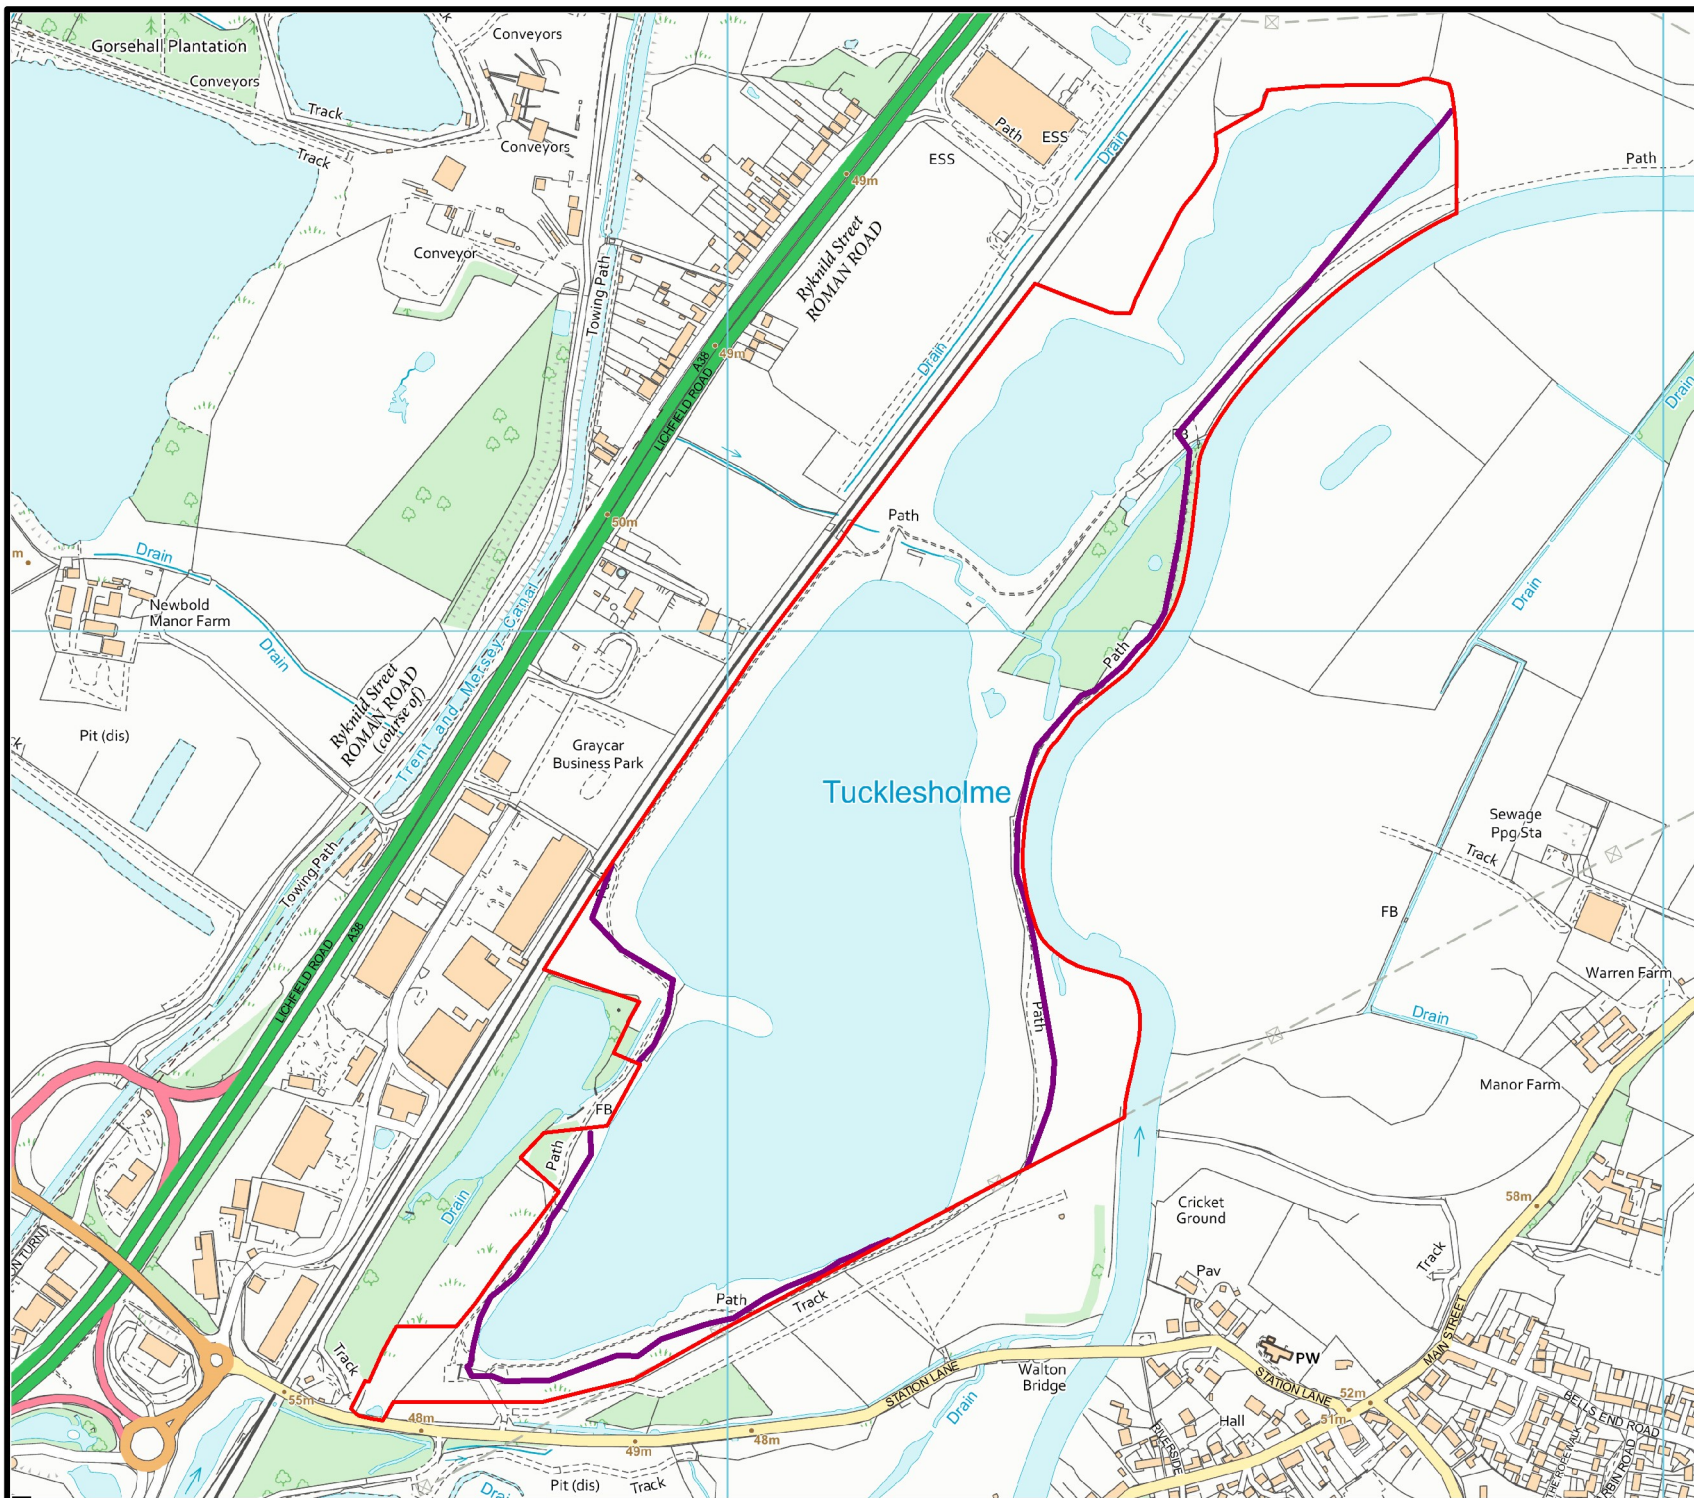 Gorsehall Plantation
Conveyors
Conveyors
Track
Track
Conveyors
Conveyor
Towing Path
49m
Ryknild Street
ROMAN ROAD
ESS
Path
ESS
Drain
Path
49m
A38
LICHFIELD ROAD
Drain
FB
Drain
50m
Path
m
Drain
Newbold
Manor Farm
Drain
Trent and Mersey Canal
Drain
Path
Ryknild Street
ROMAN ROAD
(course of)
Pit (dis)
Graycar
Business Park
Tucklesholme
Sewage
Ppg Sta
Track
Towing Path
A38
LICHFIELD ROAD
FB
Warren Farm
Path
Drain
Manor Farm
FB
Path
Drain
Cricket
Ground
58m
Track
Pav
Path
Track
MAIN STREET
Track
STATION LANE
Walton
Bridge
PW
STATION LANE
52m
51m
BELLS END ROAD
55m
48m
49m
48m
Drain
Hall
RIVERSIDE
Pit (dis)
Track